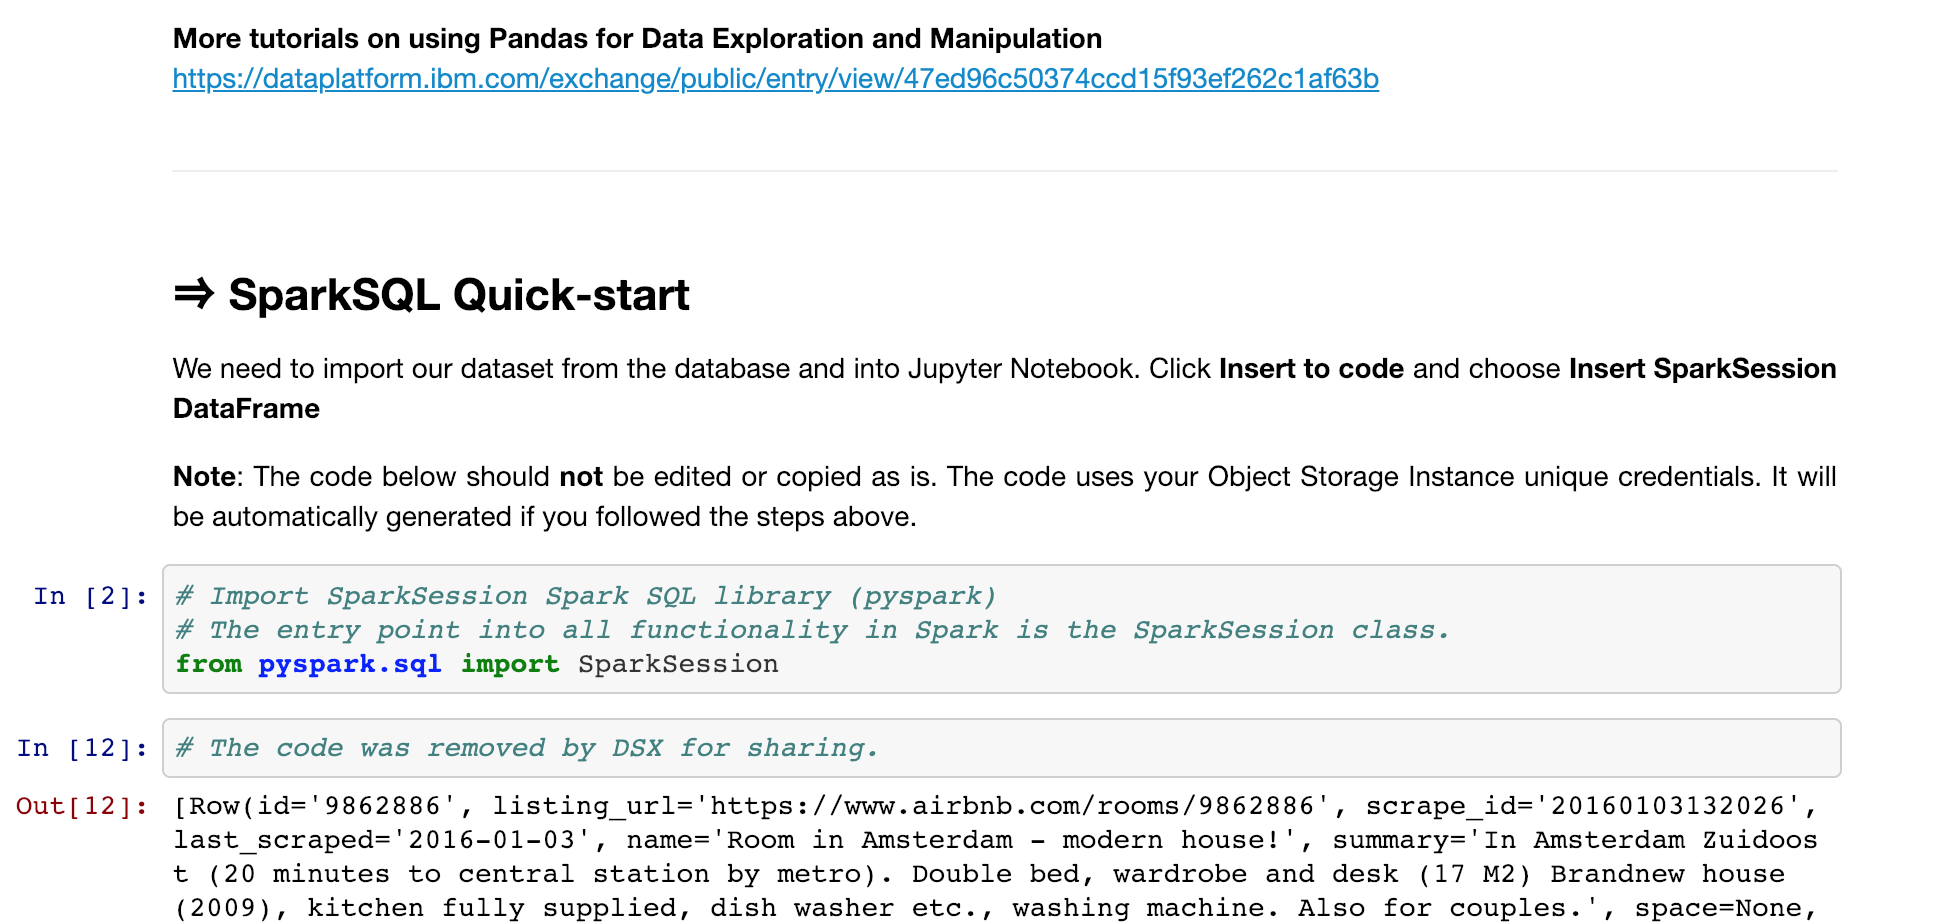 More tutorials on using Pandas for Data Exploration and Manipulation
https://dataplatform.ibm.com/exchange/public/entry/view/47ed96c50374ccd15f93ef262c1af63b
⇒ SparkSQL Quick-start
We need to import our dataset from the database and into Jupyter Notebook. Click Insert to code and choose Insert SparkSession
DataFrame
Note: The code below should not be edited or copied as is. The code uses your Object Storage Instance unique credentials. It will
be automatically generated if you followed the steps above.
In [2]: # Import SparkSession Spark SQL library (pyspark)
# The entry point into all functionality in Spark is the SparkSession class.
from pyspark.sql import SparkSession
In [12]: # The code was removed by DSX for sharing.
Out[12]: [Row(id='9862886', listing_url='https://www.airbnb.com/rooms/9862886', scrape_id='20160103132026',
last_scraped='2016-01-03', name='Room in Amsterdam - modern house!', summary='In Amsterdam Zuidoos
t (20 minutes to central station by metro). Double bed, wardrobe and desk (17 M2) Brandnew house
(2009), kitchen fully supplied, dish washer etc., washing machine. Also for couples.', space=None,